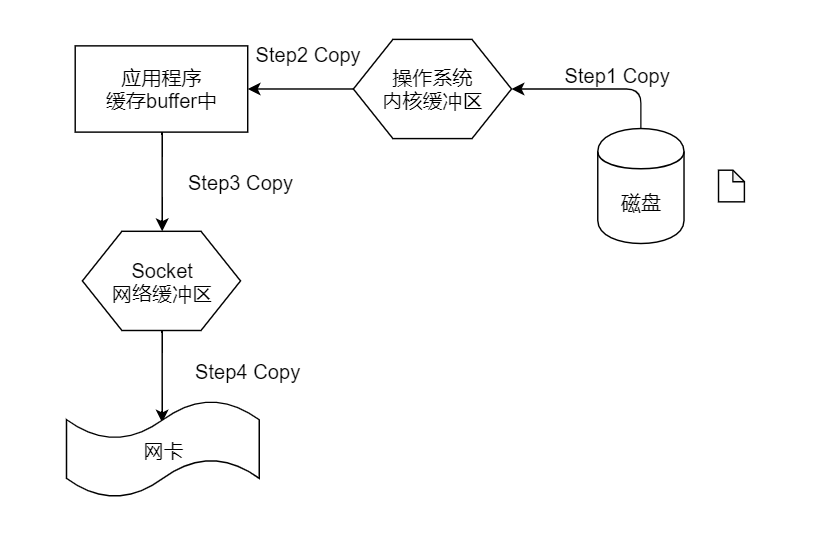 Step2 Copy
Step1 Copy
应用程序
缓存buffer中
操作系统
内核缓冲区
磁盘
Step3 Copy
Socket
网络缓冲区
Step4 Copy
网卡